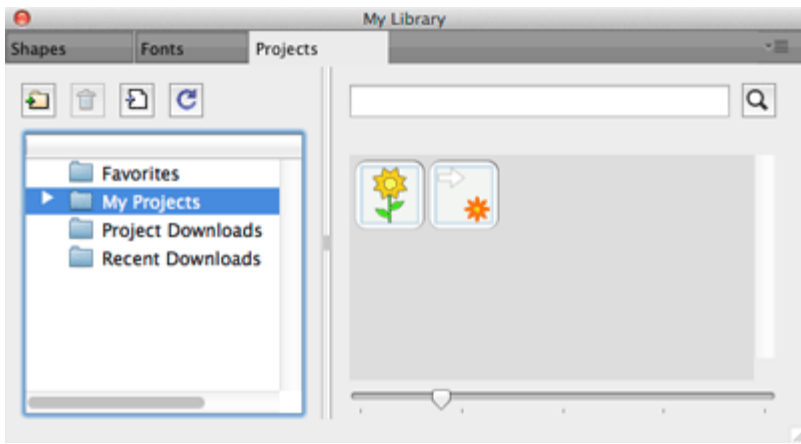 My Library
Shapes Fonts Projects
Favorites
My Projects
Project Downloads
Recent Downloads